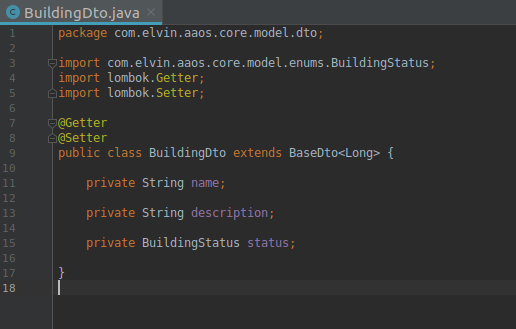 BuildingDto.java
1 package com.elvin.aaos.core.model.dto;
2
3 import com.elvin.aaos.core.model.enums.BuildingStatus;
4 import lombok.Getter;
5 import lombok.Setter;
6
7 @Getter
8 @Setter
9 public class BuildingDto extends BaseDto<Long> {
10
11     private String name;
12
13     private String description;
14
15     private BuildingStatus status;
16
17 }
18